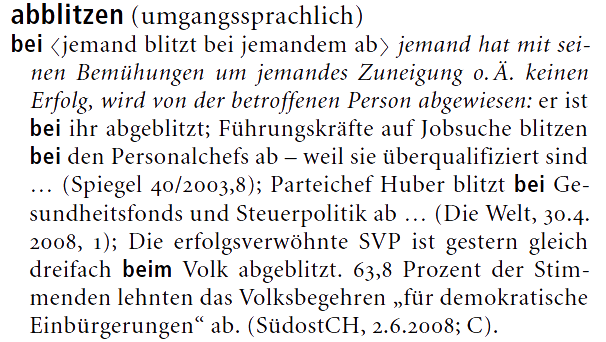 abblitzen (umgangssprachlich)
bei ⟨jemand blitzt bei jemandem ab⟩ jemand hat mit sei-
nen Bemühungen um jemandes Zuneigung o. Ä. keinen
Erfolg, wird von der betroffenen Person abgewiesen: er ist
bei ihr abgeblitzt; Führungskräfte auf Jobsuche blitzen
bei den Personalchefs ab – weil sie überqualifiziert sind
… (Spiegel 40/2003,8); Parteichef Huber blitzt bei Ge-
sundheitsfonds und Steuerpolitik ab … (Die Welt, 30.4.
2008, 1); Die erfolgsverwöhnte SVP ist gestern gleich
dreifach beim Volk abgeblitzt. 63,8 Prozent der Stim-
menden lehnten das Volksbegehren „für demokratische
Einbürgerungen“ ab. (SüdostCH, 2.6.2008; C).